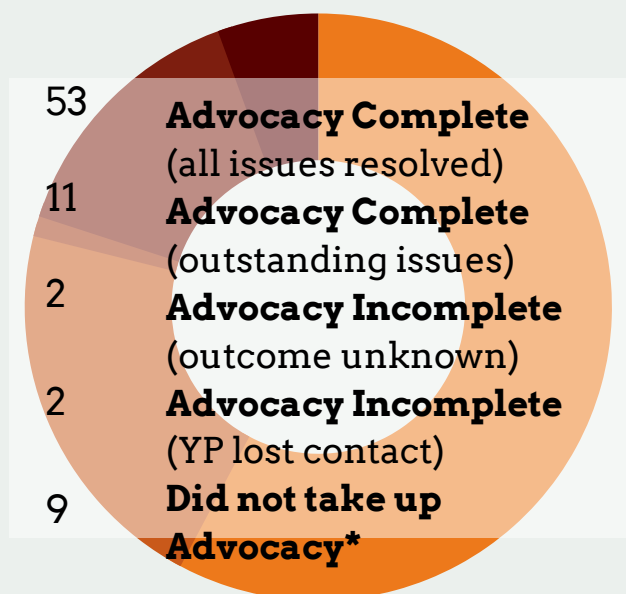 53
Advocacy Complete
(all issues resolved)
11
Advocacy Complete
(outstanding issues)
2
Advocacy Incomplete
(outcome unknown)
2
Advocacy Incomplete
(YP lost contact)
9
Did not take up
Advocacy*